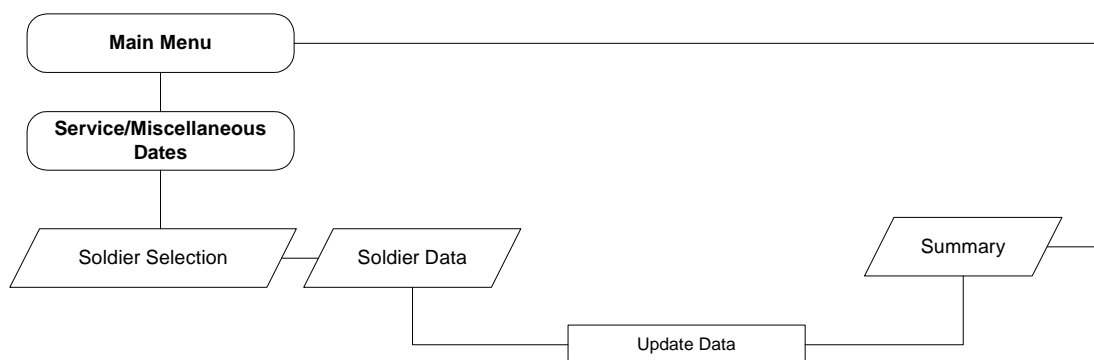 Main Menu
Service/Miscellaneous
Dates
Soldier Selection
Soldier Data
Summary
Update Data